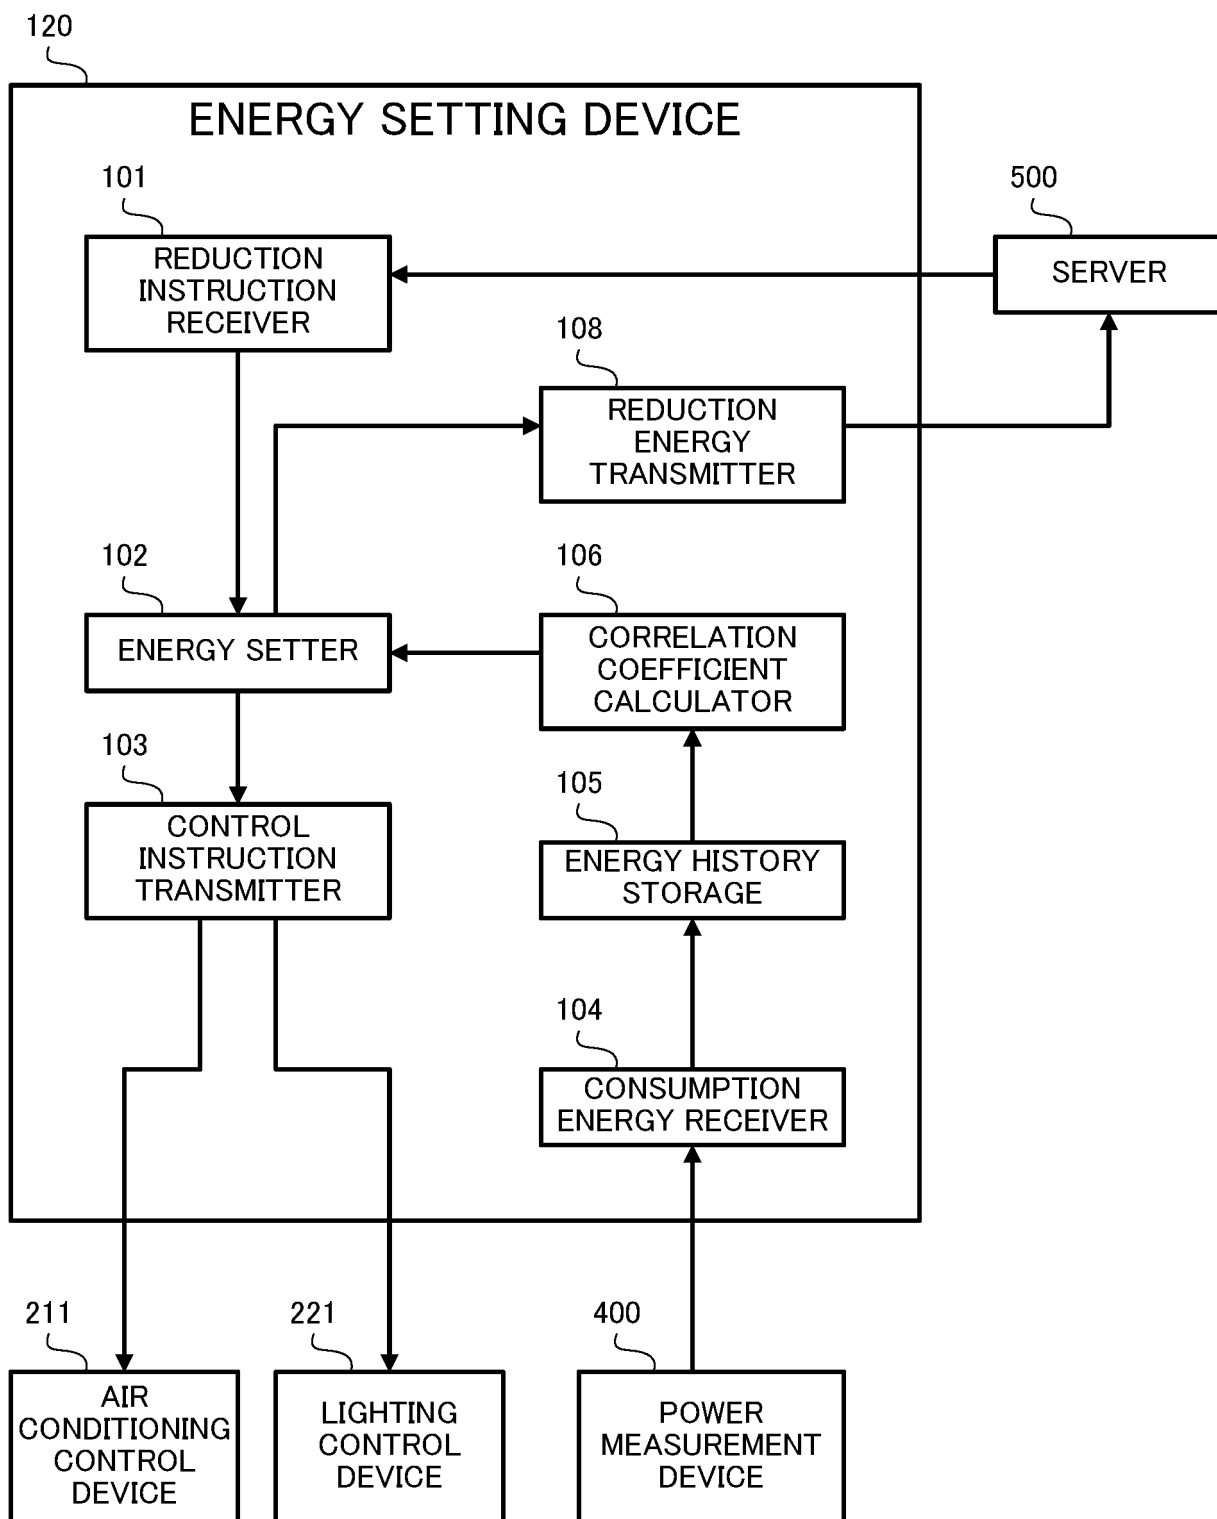 120
ENERGY SETTING DEVICE
101
REDUCTION
INSTRUCTION
RECEIVER
500
SERVER
108
REDUCTION
ENERGY
TRANSMITTER
102
ENERGY SETTER
106
CORRELATION
COEFFICIENT
CALCULATOR
103
CONTROL
INSTRUCTION
TRANSMITTER
105
ENERGY HISTORY
STORAGE
104
CONSUMPTION
ENERGY RECEIVER
211
AIR
CONDITIONING
CONTROL
DEVICE
221
LIGHTING
CONTROL
DEVICE
400
POWER
MEASUREMENT
DEVICE